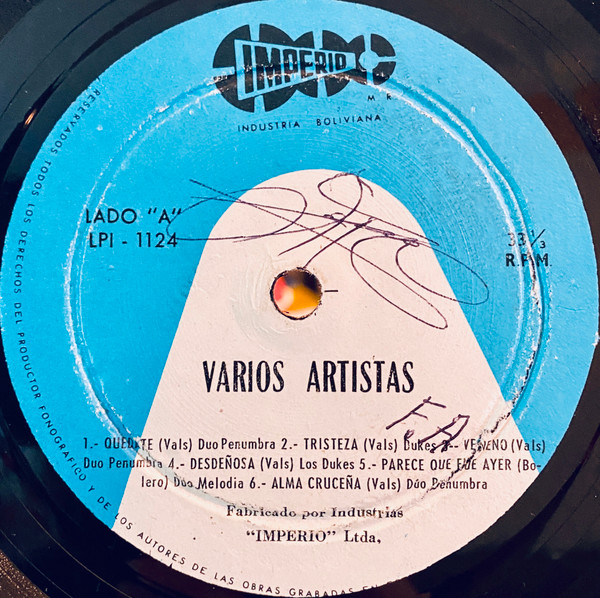 IMPERIO
M R
INDUSTRIA BOLIVIANA
LADO "A"
LPI - 1124
33 1/3
R.P.M.
VARIOS ARTISTAS
F.A
1.- QUEDATE (Vals) Duo Penumbra 2.- TRISTEZA (Vals) Dukes 3.- VENENO (Vals)
Duo Penumbra 4.- DESDEÑOSA (Vals) Los Dukes 5.- PARECE QUE FUE AYER (Bo-
lero) Dúo Melodia 6.- ALMA CRUCEÑA (Vals) Dúo Penumbra
Fabricado por Industrias
"IMPERIO" Ltda,
RESERVADOS TODOS LOS DERECHOS DEL PRODUCTOR FONOGRAFICO Y DE LOS AUTORES DE LAS OBRAS GRABADAS EN